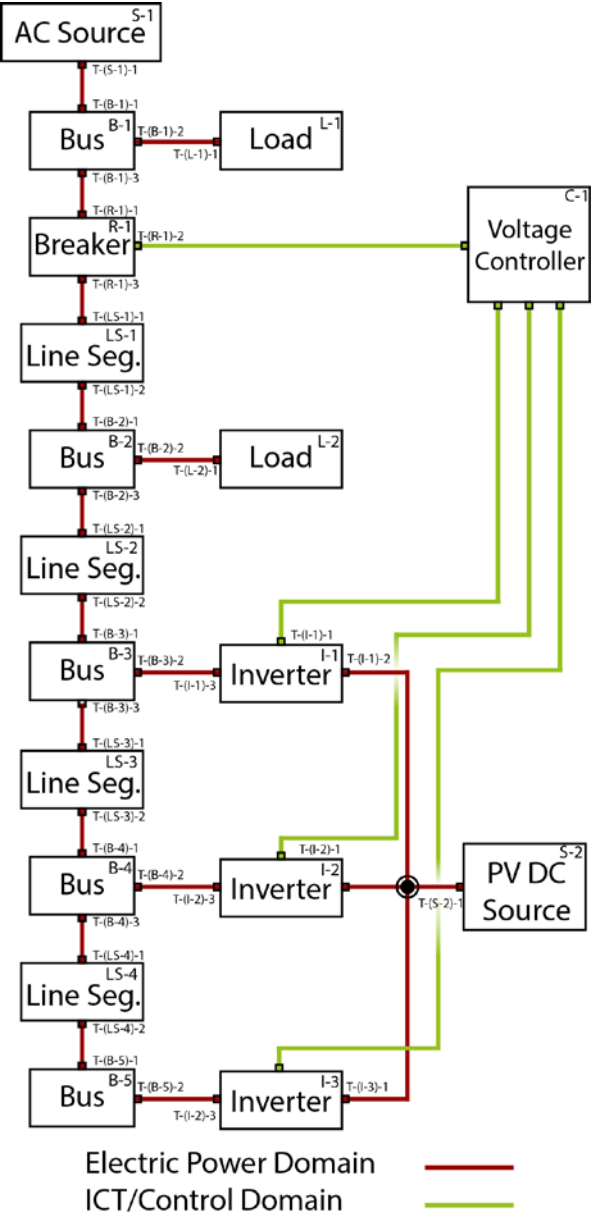 S-1
AC Source
T-(S-1)-1
T-(B-1)-1
B-1
Bus
T-(B-1)-2
T-(L-1)-1
L-1
Load
T-(B-1)-3
T-(R-1)-1
R-1
Breaker
T-(R-1)-2
C-1
Voltage
Controller
T-(R-1)-3
T-(LS-1)-1
LS-1
Line Seg.
T-(LS-1)-2
T-(B-2)-1
B-2
Bus
T-(B-2)-2
T-(L-2)-1
L-2
Load
T-(B-2)-3
T-(LS-2)-1
LS-2
Line Seg.
T-(LS-2)-2
T-(B-3)-1
B-3
Bus
T-(B-3)-2
T-(I-1)-3
T-(I-1)-1
I-1
Inverter
T-(I-1)-2
T-(B-3)-3
T-(LS-3)-1
LS-3
Line Seg.
T-(LS-3)-2
T-(B-4)-1
B-4
Bus
T-(B-4)-2
T-(I-2)-3
T-(I-2)-1
I-2
Inverter
S-2
PV DC
Source
T-(S-2)-1
T-(B-4)-3
T-(LS-4)-1
LS-4
Line Seg.
T-(LS-4)-2
T-(B-5)-1
B-5
Bus
T-(B-5)-2
T-(I-2)-3
I-3
Inverter
T-(I-3)-1
Electric Power Domain
ICT/Control Domain